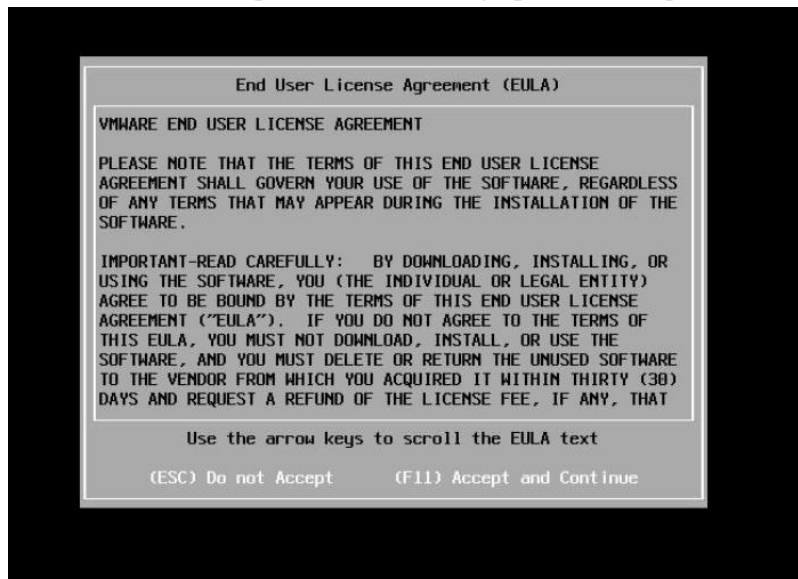 End User License Agreement (EULA)
VMWARE END USER LICENSE AGREEMENT
PLEASE NOTE THAT THE TERMS OF THIS END USER LICENSE
AGREEMENT SHALL GOVERN YOUR USE OF THE SOFTWARE, REGARDLESS
OF ANY TERMS THAT MAY APPEAR DURING THE INSTALLATION OF THE
SOFTWARE.
IMPORTANT-READ CAREFULLY:   BY DOWNLOADING, INSTALLING, OR
USING THE SOFTWARE, YOU (THE INDIVIDUAL OR LEGAL ENTITY)
AGREE TO BE BOUND BY THE TERMS OF THIS END USER LICENSE
AGREEMENT ("EULA").  IF YOU DO NOT AGREE TO THE TERMS OF
THIS EULA, YOU MUST NOT DOWNLOAD, INSTALL, OR USE THE
SOFTWARE, AND YOU MUST DELETE OR RETURN THE UNUSED SOFTWARE
TO THE VENDOR FROM WHICH YOU ACQUIRED IT WITHIN THIRTY (30)
DAYS AND REQUEST A REFUND OF THE LICENSE FEE, IF ANY, THAT
Use the arrow keys to scroll the EULA text
(ESC) Do not Accept (F11) Accept and Continue